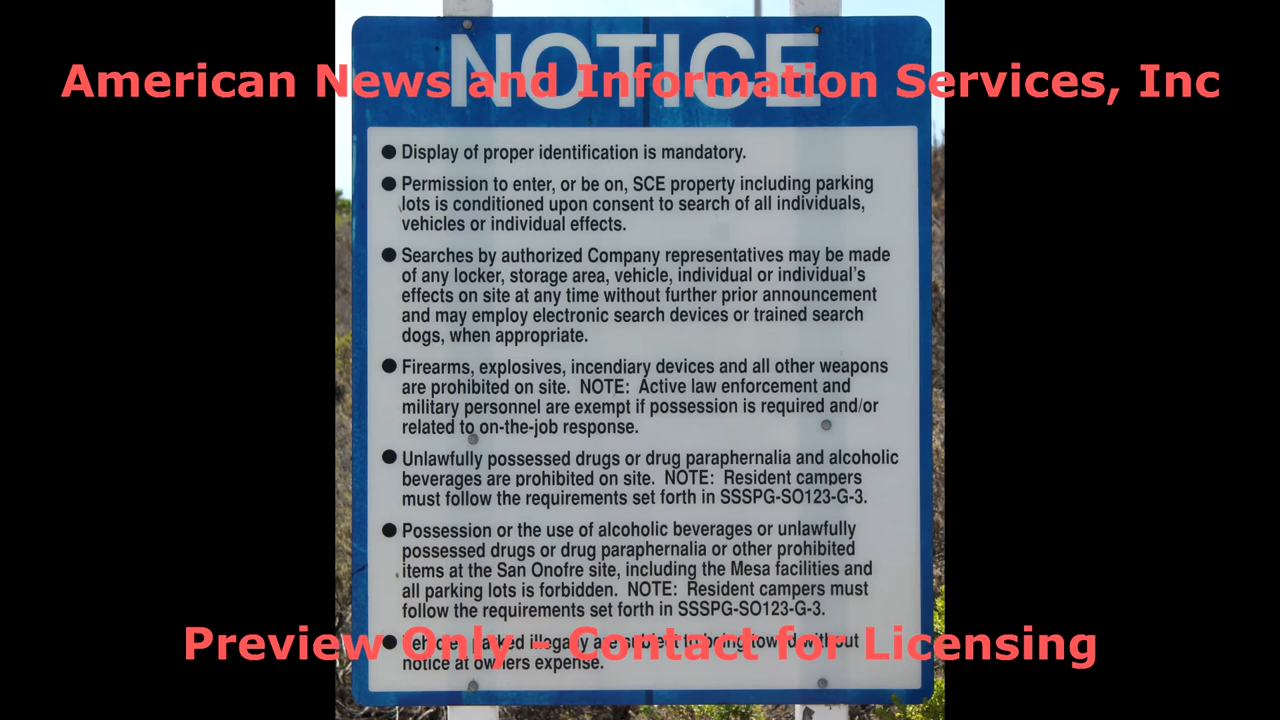 NOTICE
American News and Information Services, Inc
● Display of proper identification is mandatory.
● Permission to enter, or be on, SCE property including parking
lots is conditioned upon consent to search of all individuals,
vehicles or individual effects.
● Searches by authorized Company representatives may be made
of any locker, storage area, vehicle, individual or individual's
effects on site at any time without further prior announcement
and may employ electronic search devices or trained search
dogs, when appropriate.
● Firearms, explosives, incendiary devices and all other weapons
are prohibited on site. NOTE: Active law enforcement and
military personnel are exempt if possession is required and/or
related to on-the-job response.
● Unlawfully possessed drugs or drug paraphernalia and alcoholic
beverages are prohibited on site. NOTE: Resident campers
must follow the requirements set forth in SSSPG-SO123-G-3.
● Possession or the use of alcoholic beverages or unlawfully
possessed drugs or drug paraphernalia or other prohibited
items at the San Onofre site, including the Mesa facilities and
all parking lots is forbidden. NOTE: Resident campers must
follow the requirements set forth in SSSPG-SO123-G-3.
● Vehicles parked illegally are subject to being towed without
notice at owners expense.
Preview Only - Contact for Licensing